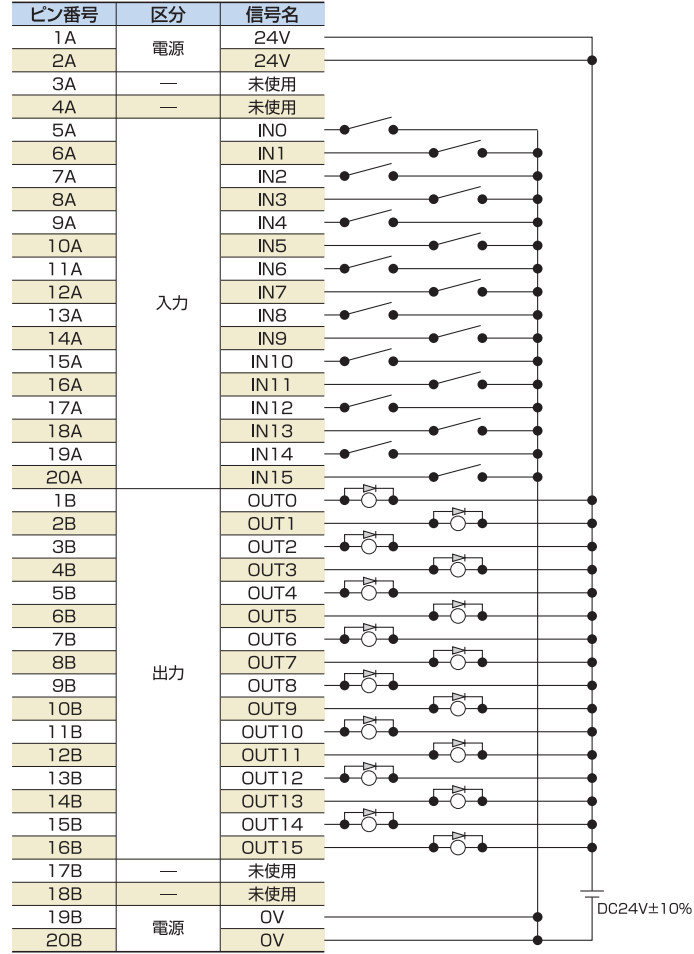 ピン番号 区分 信号名
1A 電源 24V
2A 24V
3A — 未使用
4A — 未使用
5A 入力 IN0
6A IN1
7A IN2
8A IN3
9A IN4
10A IN5
11A IN6
12A IN7
13A IN8
14A IN9
15A IN10
16A IN11
17A IN12
18A IN13
19A IN14
20A IN15
1B 出力 OUT0
2B OUT1
3B OUT2
4B OUT3
5B OUT4
6B OUT5
7B OUT6
8B OUT7
9B OUT8
10B OUT9
11B OUT10
12B OUT11
13B OUT12
14B OUT13
15B OUT14
16B OUT15
17B — 未使用
18B — 未使用
19B 電源 0V
20B 0V
DC24V±10%